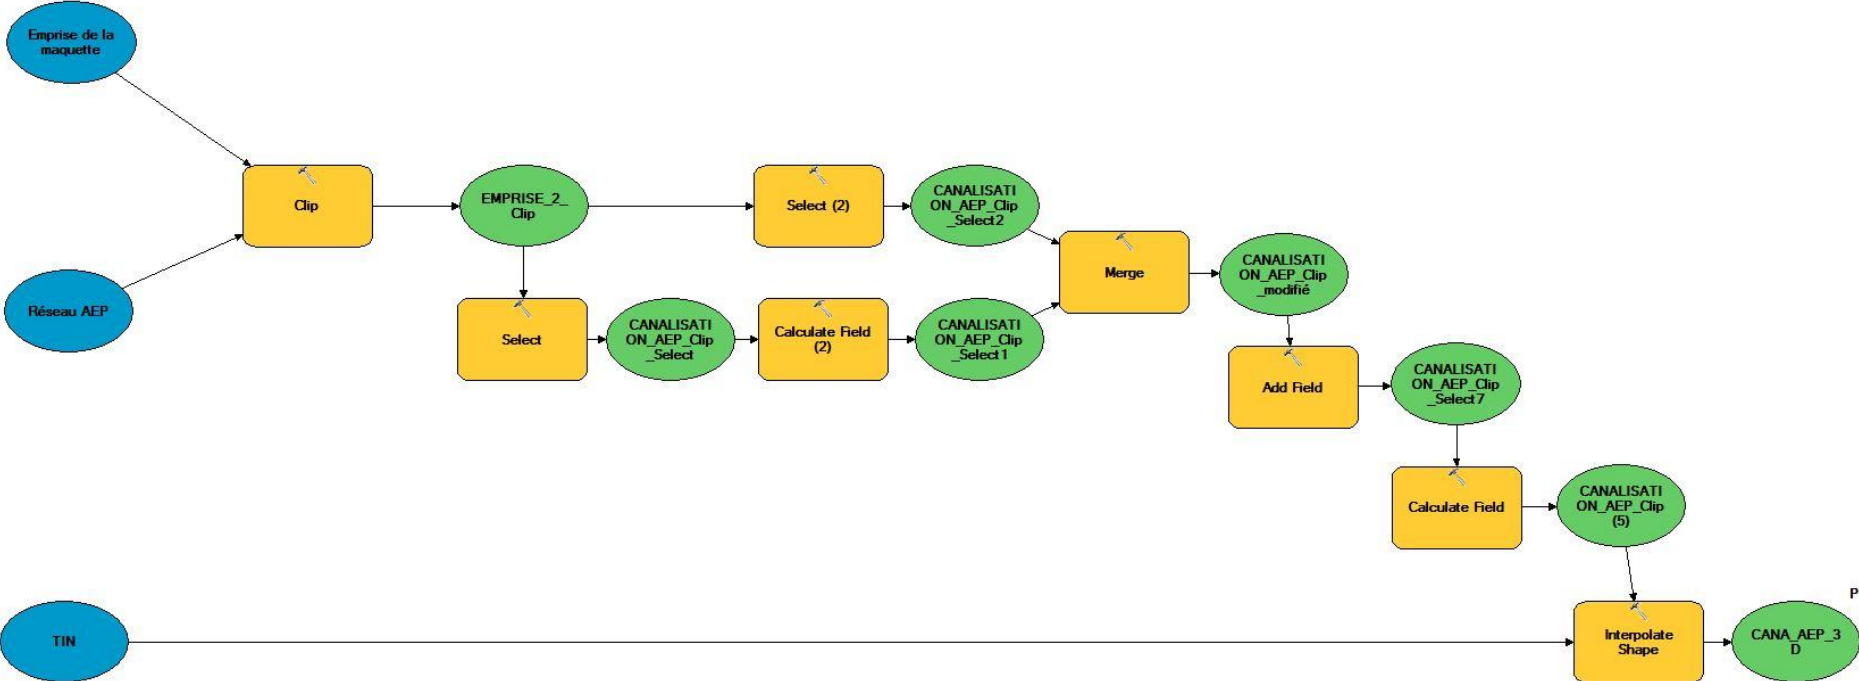 Emprise de la
maquette
Clip
EMPRISE_2_
Clip
Select (2)
CANALISATI
ON_AEP_Clip
_Select2
Merge
CANALISATI
ON_AEP_Clip
_modifié
Réseau AEP
Select
CANALISATI
ON_AEP_Clip
_Select
Calculate Field
(2)
CANALISATI
ON_AEP_Clip
_Select1
Add Field
CANALISATI
ON_AEP_Clip
_Select7
Calculate Field
CANALISATI
ON_AEP_Clip
(5)
P
TIN
Interpolate
Shape
CANA_AEP_3
D